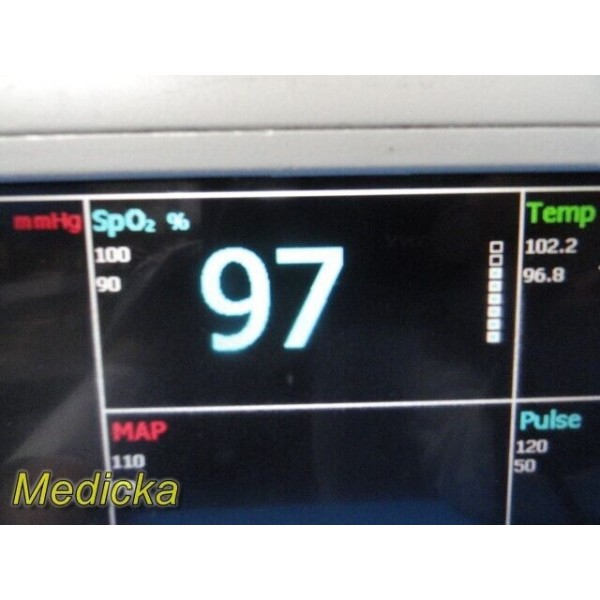 mmHg
SpO₂ %
100
90
97
Temp
102.2
96.8
MAP
110
Pulse
120
50
Medicka